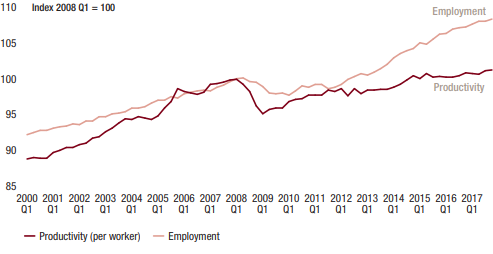 110 Index 2008 Q1 = 100
Employment
105
100
Productivity
95
90
85
2000 2001 2002 2003 2004 2005 2006 2007 2008 2009 2010 2011 2012 2013 2014 2015 2016 2017
Q1 Q1 Q1 Q1 Q1 Q1 Q1 Q1 Q1 Q1 Q1 Q1 Q1 Q1 Q1 Q1 Q1 Q1
Productivity (per worker) Employment